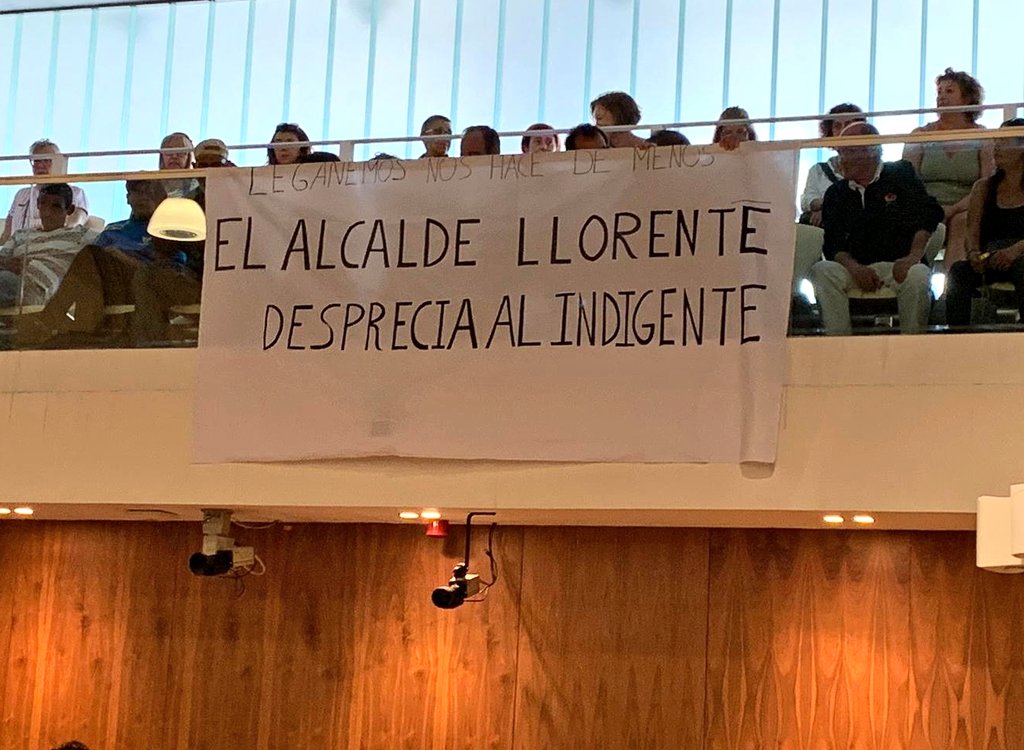 LEGANEMOS NOS HACE DE MENOS
EL ALCALDE LLORENTE
DESPRECIA AL INDIGENTE